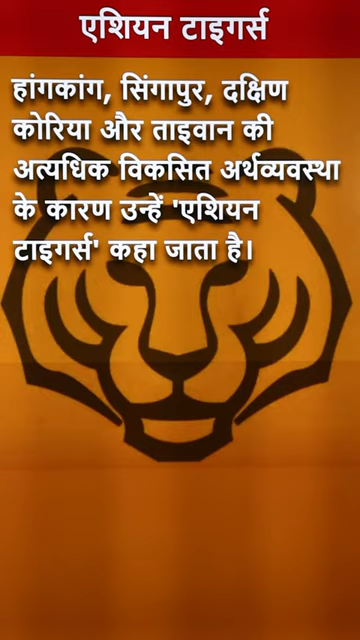 एशियन टाइगर्स
हांगकांग, सिंगापुर, दक्षिण
कोरिया और ताइवान की
अत्यधिक विकसित अर्थव्यवस्था
के कारण उन्हें 'एशियन
टाइगर्स' कहा जाता है।